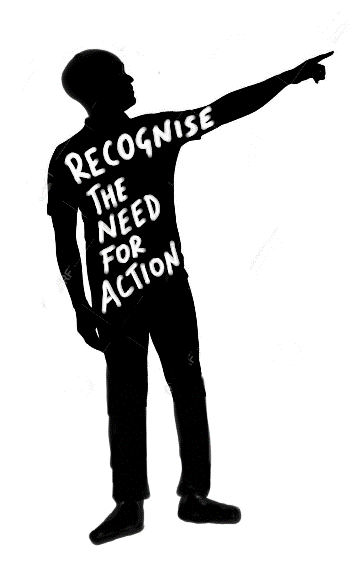 RECOGNISE
THE
NEED
FOR
ACTION